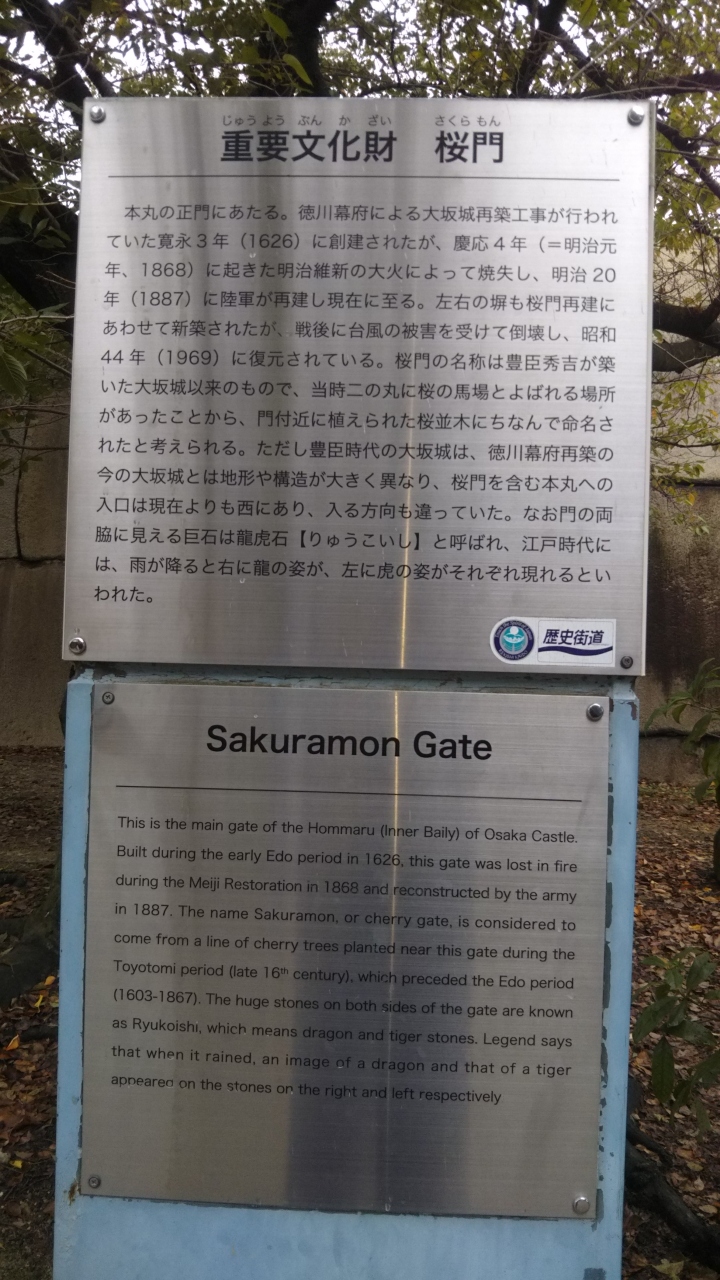 じゅう よう ぶん か ざい さくら もん
重要文化財 桜門
本丸の正門にあたる。徳川幕府による大坂城再築工事が行われ
ていた寛永3年（1626）に創建されたが、慶応4年（＝明治元
年、1868）に起きた明治維新の大火によって焼失し、明治20
年（1887）に陸軍が再建し現在に至る。左右の塀も桜門再建に
あわせて新築されたが、戦後に台風の被害を受けて倒壊し、昭和
44年（1969）に復元されている。桜門の名称は豊臣秀吉が築
いた大坂城以来のもので、当時二の丸に桜の馬場とよばれる場所
があったことから、門付近に植えられた桜並木にちなんで命名さ
れたと考えられる。ただし豊臣時代の大坂城は、徳川幕府再築の
今の大坂城とは地形や構造が大きく異なり、桜門を含む本丸への
入口は現在よりも西にあり、入る方向も違っていた。なお門の両
脇に見える巨石は龍虎石【りゅうこいし】と呼ばれ、江戸時代に
は、雨が降ると右に龍の姿が、左に虎の姿がそれぞれ現れるとい
われた。
歴史街道
Sakuramon Gate
This is the main gate of the Hommaru (Inner Baily) of Osaka Castle.
Built during the early Edo period in 1626, this gate was lost in fire
during the Meiji Restoration in 1868 and reconstructed by the army
in 1887. The name Sakuramon, or cherry gate, is considered to
come from a line of cherry trees planted near this gate during the
Toyotomi period (late 16th century), which preceded the Edo period
(1603-1867). The huge stones on both sides of the gate are known
as Ryukoishi, which means dragon and tiger stones. Legend says
that when it rained, an image of a dragon and that of a tiger
appeared on the stones on the right and left respectively